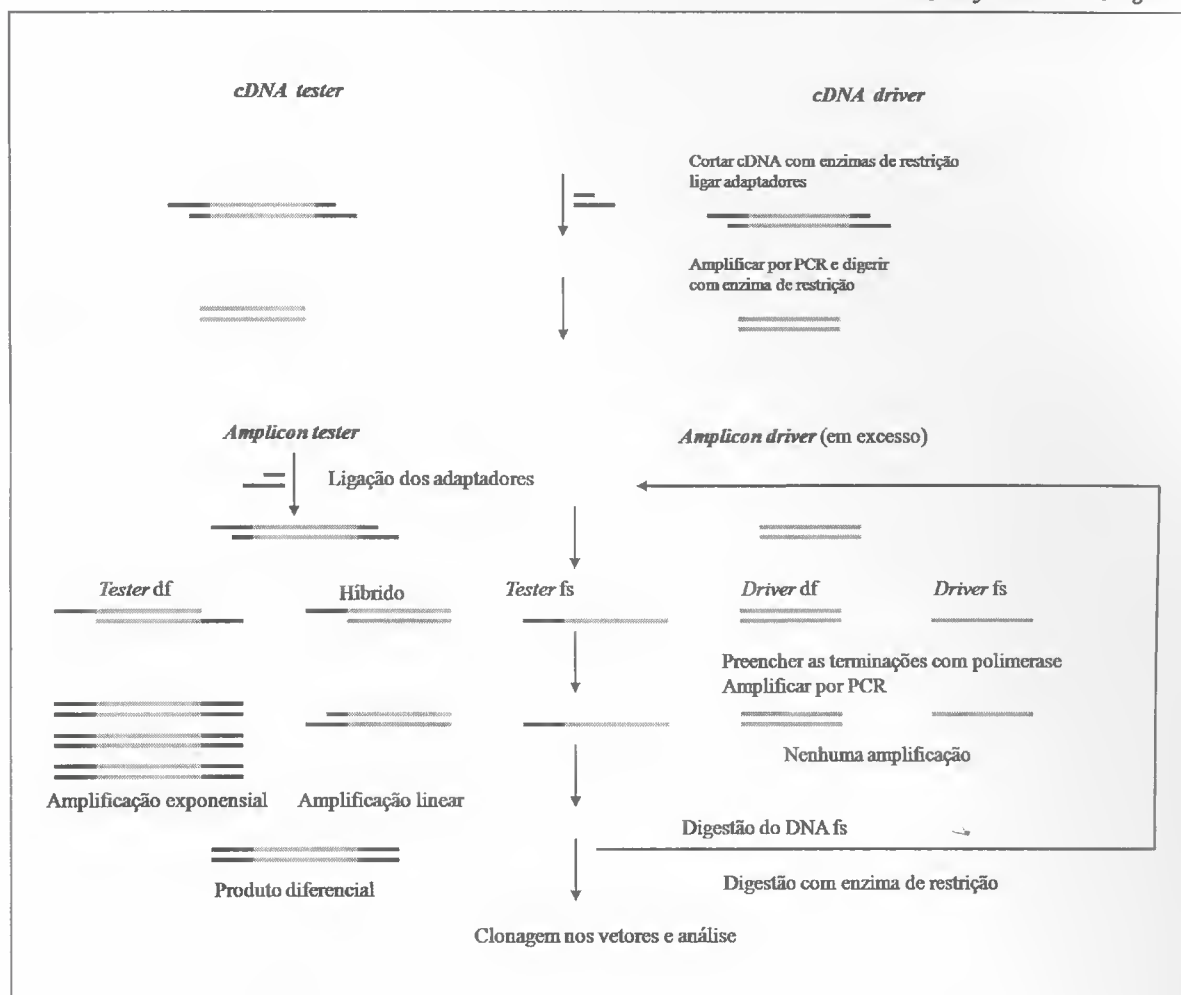 cDNA tester
cDNA driver
Cortar cDNA com enzimas de restrição
ligar adaptadores
Amplificar por PCR e digerir
com enzima de restrição
Amplicon tester
Amplicon driver (em excesso)
Ligação dos adaptadores
Tester df
Híbrido
Tester fs
Driver df
Driver fs
Preencher as terminações com polimerase
Amplificar por PCR
Nenhuma amplificação
Amplificação exponensial
Amplificação linear
Digestão do DNA fs
Produto diferencial
Digestão com enzima de restrição
Clonagem nos vetores e análise